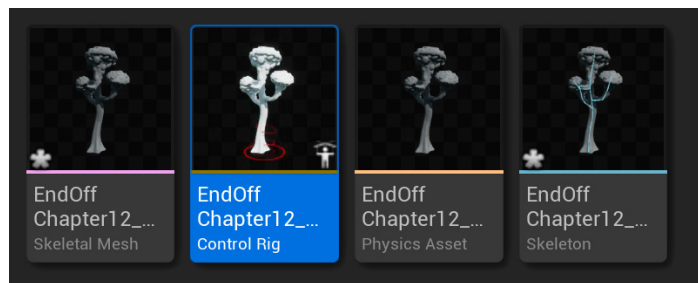 EndOff
Chapter12_...
Skeletal Mesh
EndOff
Chapter12_...
Control Rig
EndOff
Chapter12_...
Physics Asset
EndOff
Chapter12_...
Skeleton